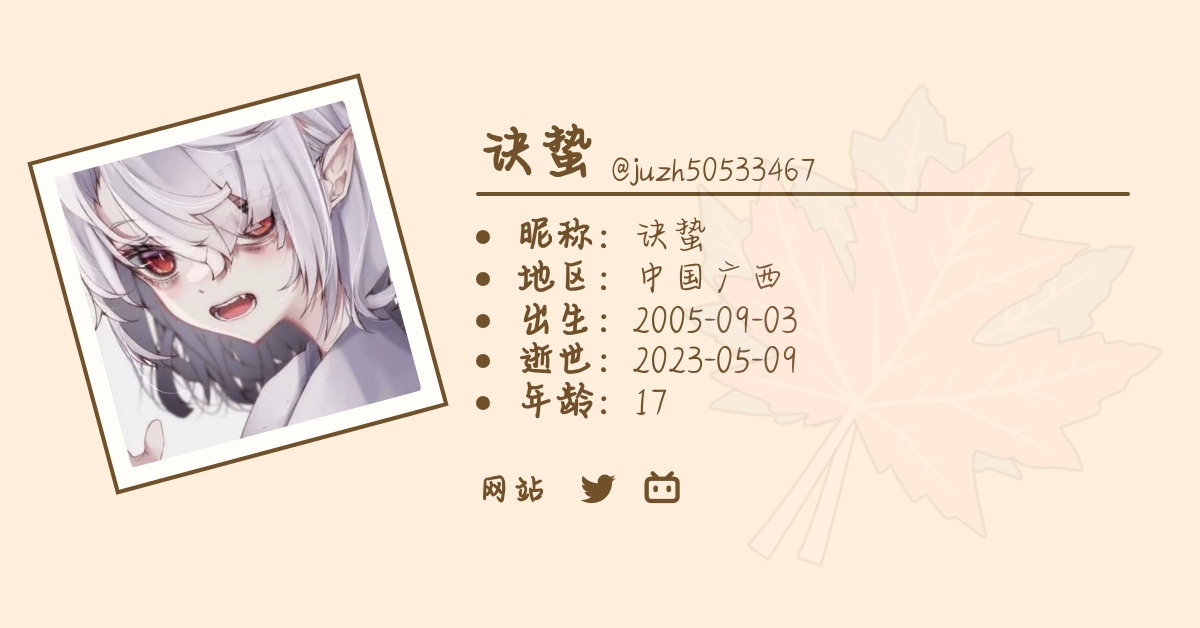 诀蛰 @juzh50533467
昵称： 诀蛰
地区： 中国广西
出生： 2005-09-03
逝世： 2023-05-09
年龄： 17
网站